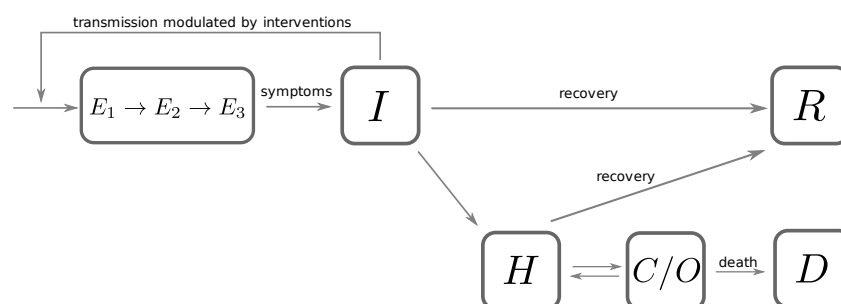 transmission modulated by interventions
E₁ → E₂ → E₃
symptoms
I
recovery
R
recovery
H
C/O
death
D